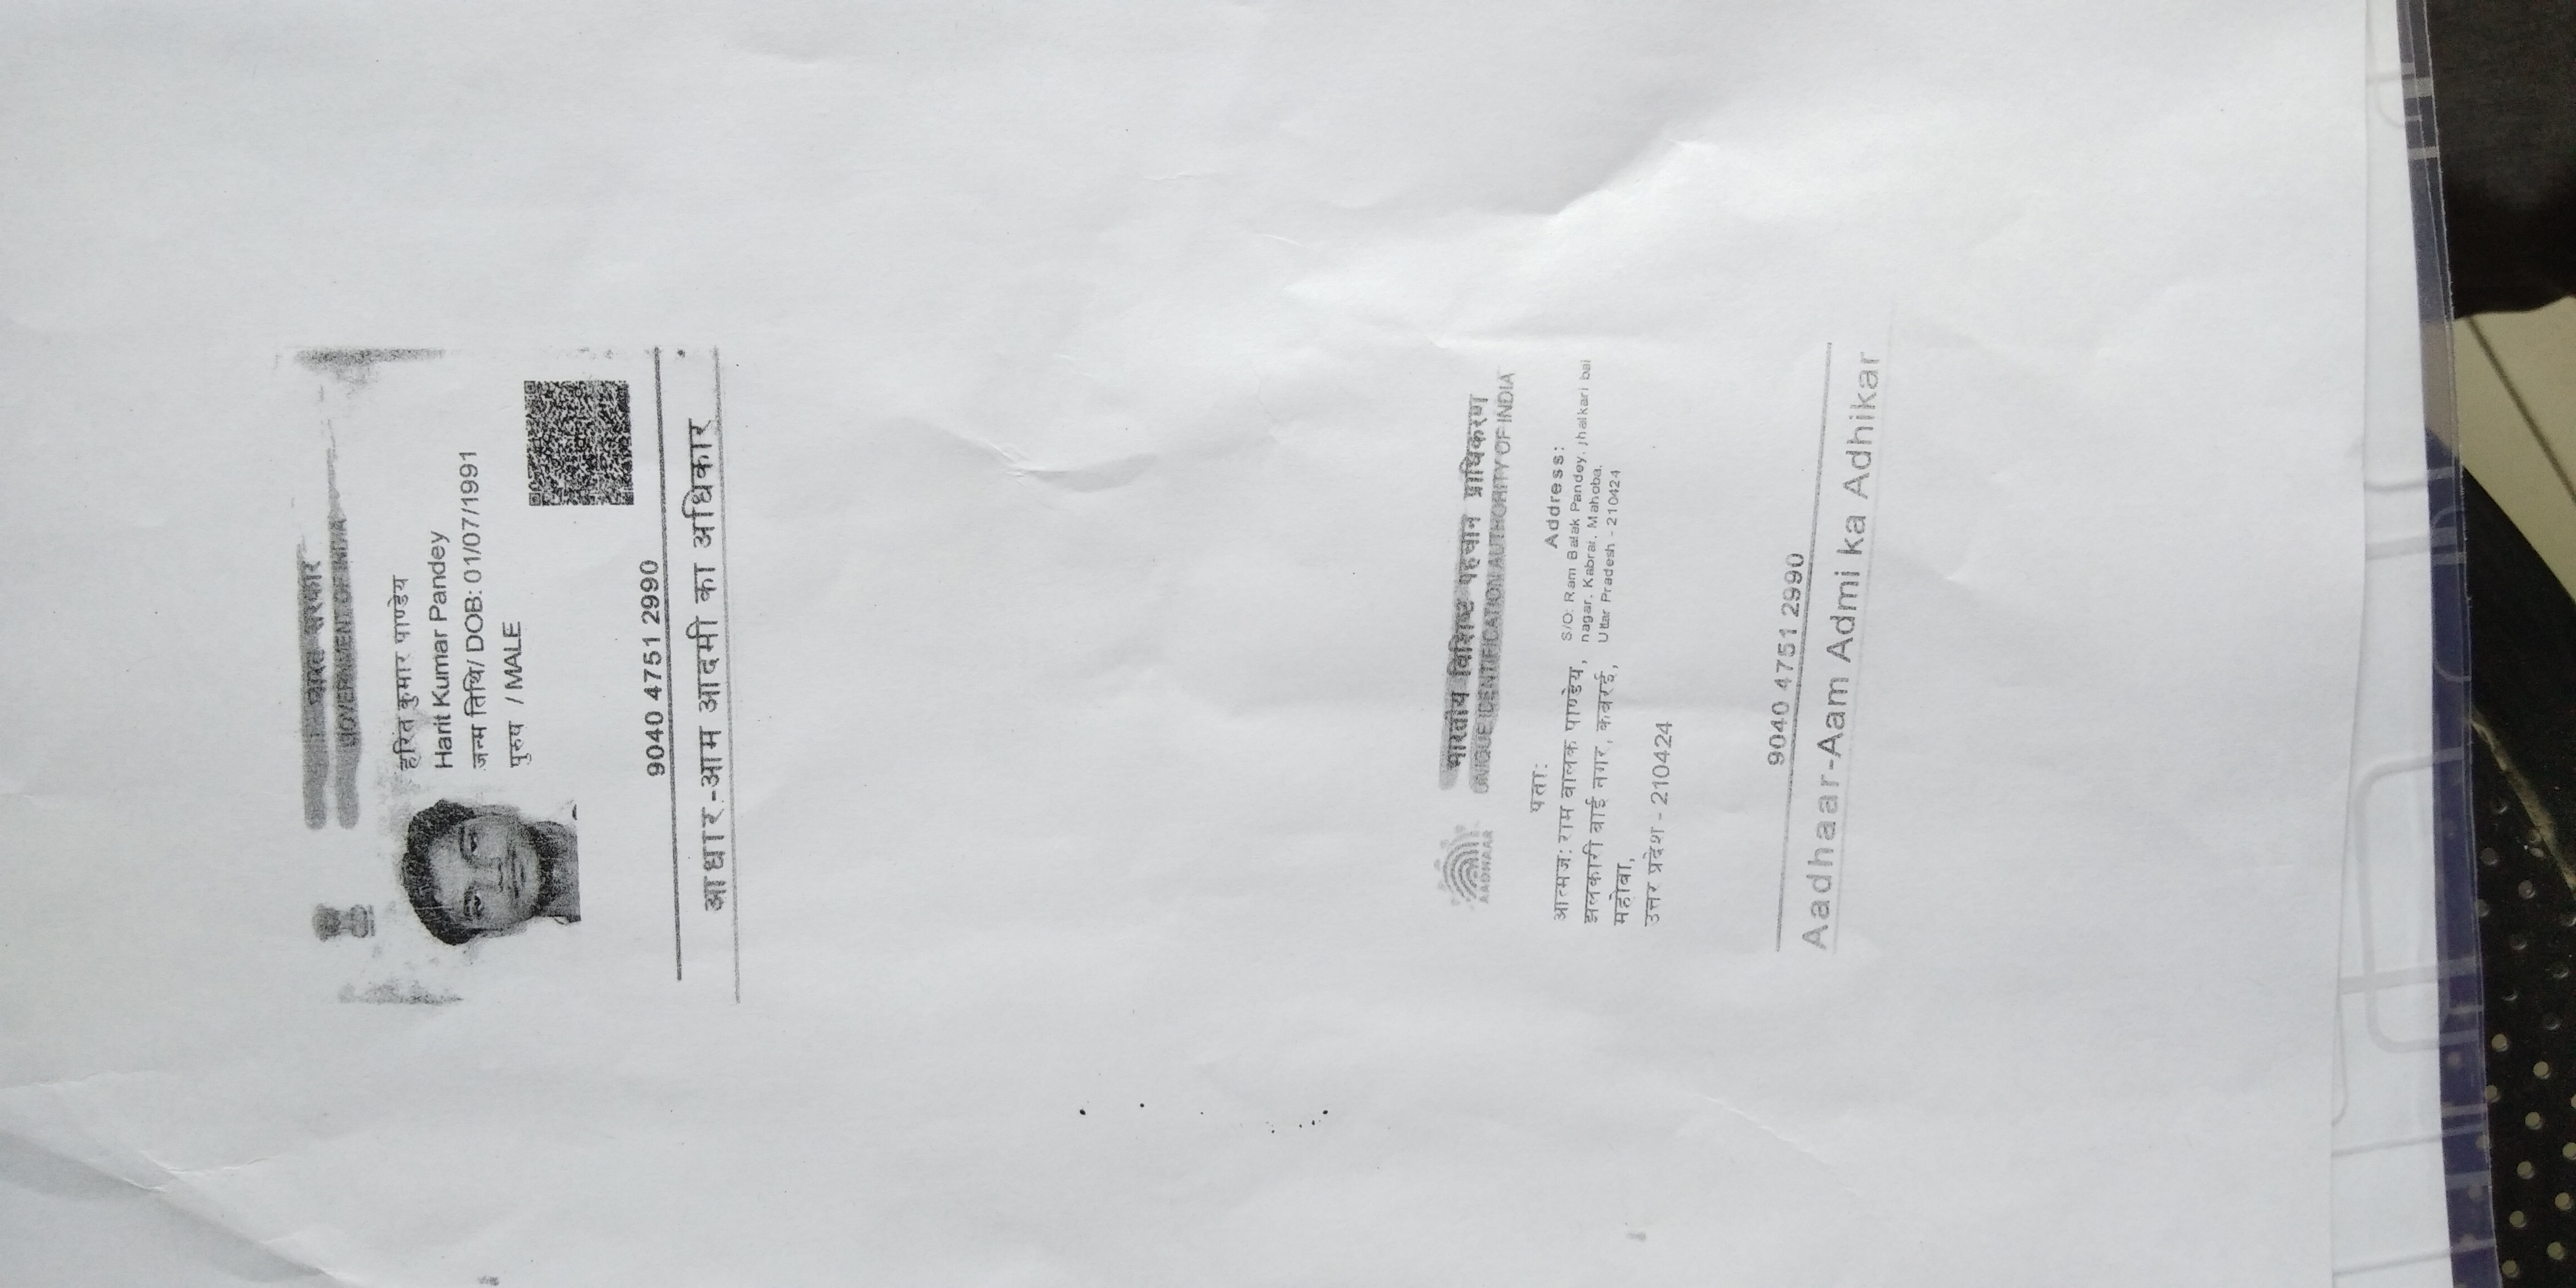 भारत सरकार
GOVERNMENT OF INDIA
हरित कुमार पाण्डेय
Harit Kumar Pandey
जन्म तिथि/ DOB: 01/07/1991
पुरुष / MALE
9040 4751 2990
आधार-आम आदमी का अधिकार
भारतीय विशिष्ट पहचान प्राधिकरण
UNIQUE IDENTIFICATION AUTHORITY OF INDIA
AADHAAR
पता:
आत्मज: राम बालक पाण्डेय,
झलकारी बाई नगर, कबरई,
महोबा,
उत्तर प्रदेश - 210424
Address:
S/O: Ram Balak Pandey, jhalkari bai
nagar, Kabrai, Mahoba,
Uttar Pradesh - 210424
9040 4751 2990
Aadhaar-Aam Admi ka Adhikar